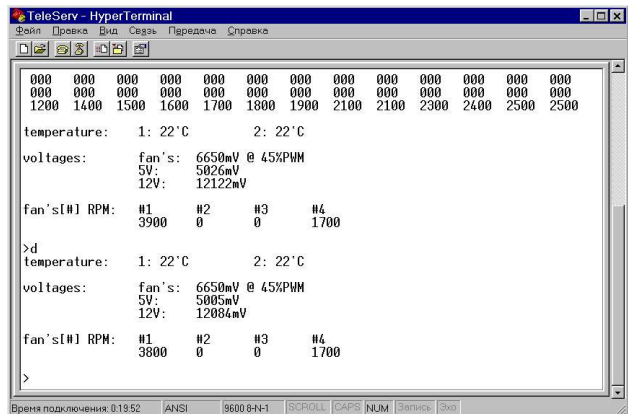 TeleServ - HyperTerminal
Файл Правка Вид Связь Передача Справка
000 000 000 000 000 000 000 000 000 000 000 000 000
000 000 000 000 000 000 000 000 000 000 000 000 000
1200 1400 1500 1600 1700 1800 1900 2100 2100 2300 2400 2500 2500
temperature: 1: 22'C 2: 22'C
voltages: fan's: 6650mV @ 45%PWM
5V: 5026mV
12V: 12122mV
fan's[#] RPM: #1 #2 #3 #4
3900 0 0 1700
>d
temperature: 1: 22'C 2: 22'C
voltages: fan's: 6650mV @ 45%PWM
5V: 5005mV
12V: 12084mV
fan's[#] RPM: #1 #2 #3 #4
3800 0 0 1700
>
Время подключения: 0:19:52 ANSI 9600 8-N-1 SCROLL CAPS NUM Запись Эхо